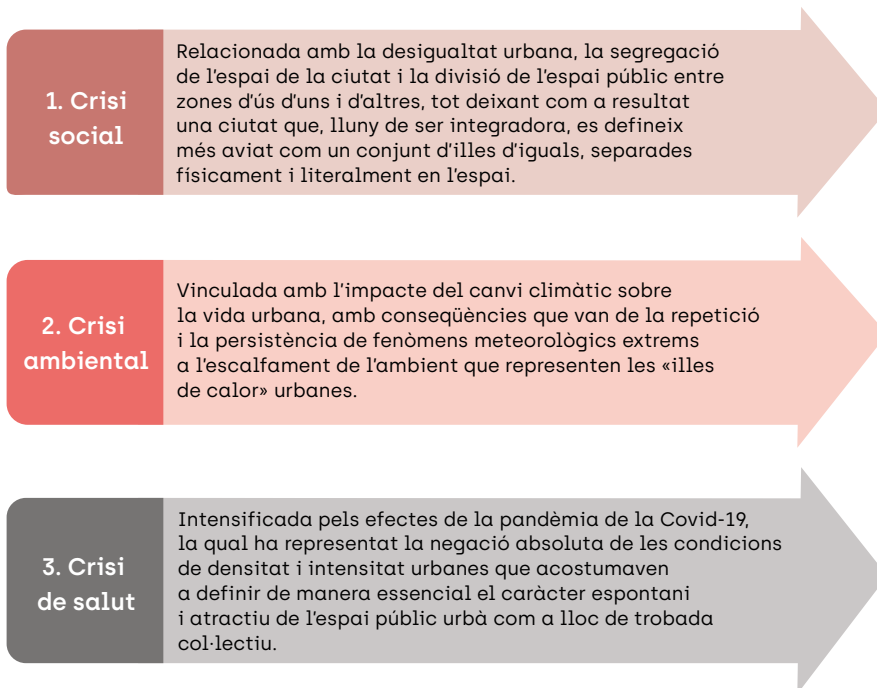 1. Crisi
social
Relacionada amb la desigualtat urbana, la segregació
de l'espai de la ciutat i la divisió de l'espai públic entre
zones d'ús d'uns i d'altres, tot deixant com a resultat
una ciutat que, lluny de ser integradora, es defineix
més aviat com un conjunt d'illes d'iguals, separades
físicament i literalment en l'espai.
2. Crisi
ambiental
Vinculada amb l'impacte del canvi climàtic sobre
la vida urbana, amb conseqüències que van de la repetició
i la persistència de fenòmens meteorològics extrems
a l'escalfament de l'ambient que representen les «illes
de calor» urbanes.
3. Crisi
de salut
Intensificada pels efectes de la pandèmia de la Covid-19,
la qual ha representat la negació absoluta de les condicions
de densitat i intensitat urbanes que acostumaven
a definir de manera essencial el caràcter espontani
i atractiu de l'espai públic urbà com a lloc de trobada
col·lectiu.